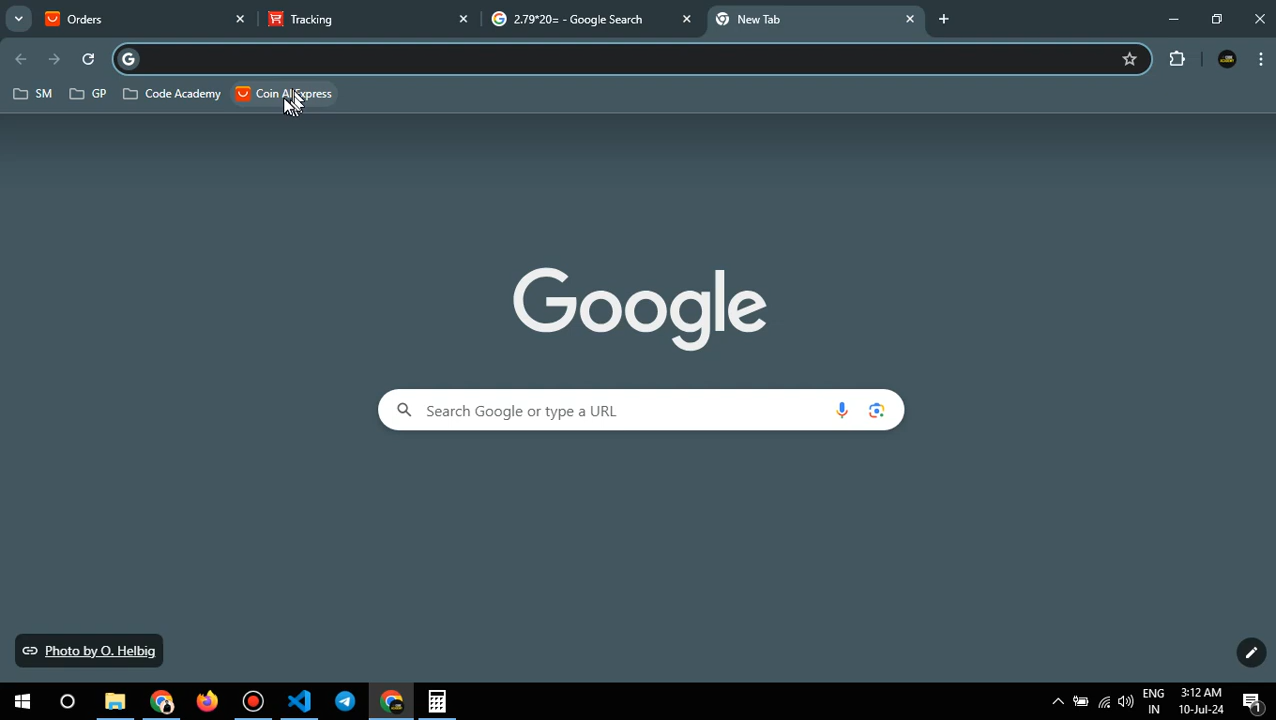 Orders
Tracking
2.79*20= - Google Search
New Tab
SM
GP
Code Academy
Coin AliExpress
Google
Search Google or type a URL
Photo by O. Helbig
ENG
IN
3:12 AM
10-Jul-24
1